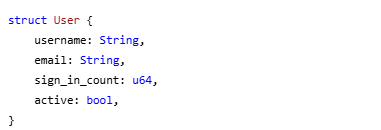 struct User {
    username: String,
    email: String,
    sign_in_count: u64,
    active: bool,
}